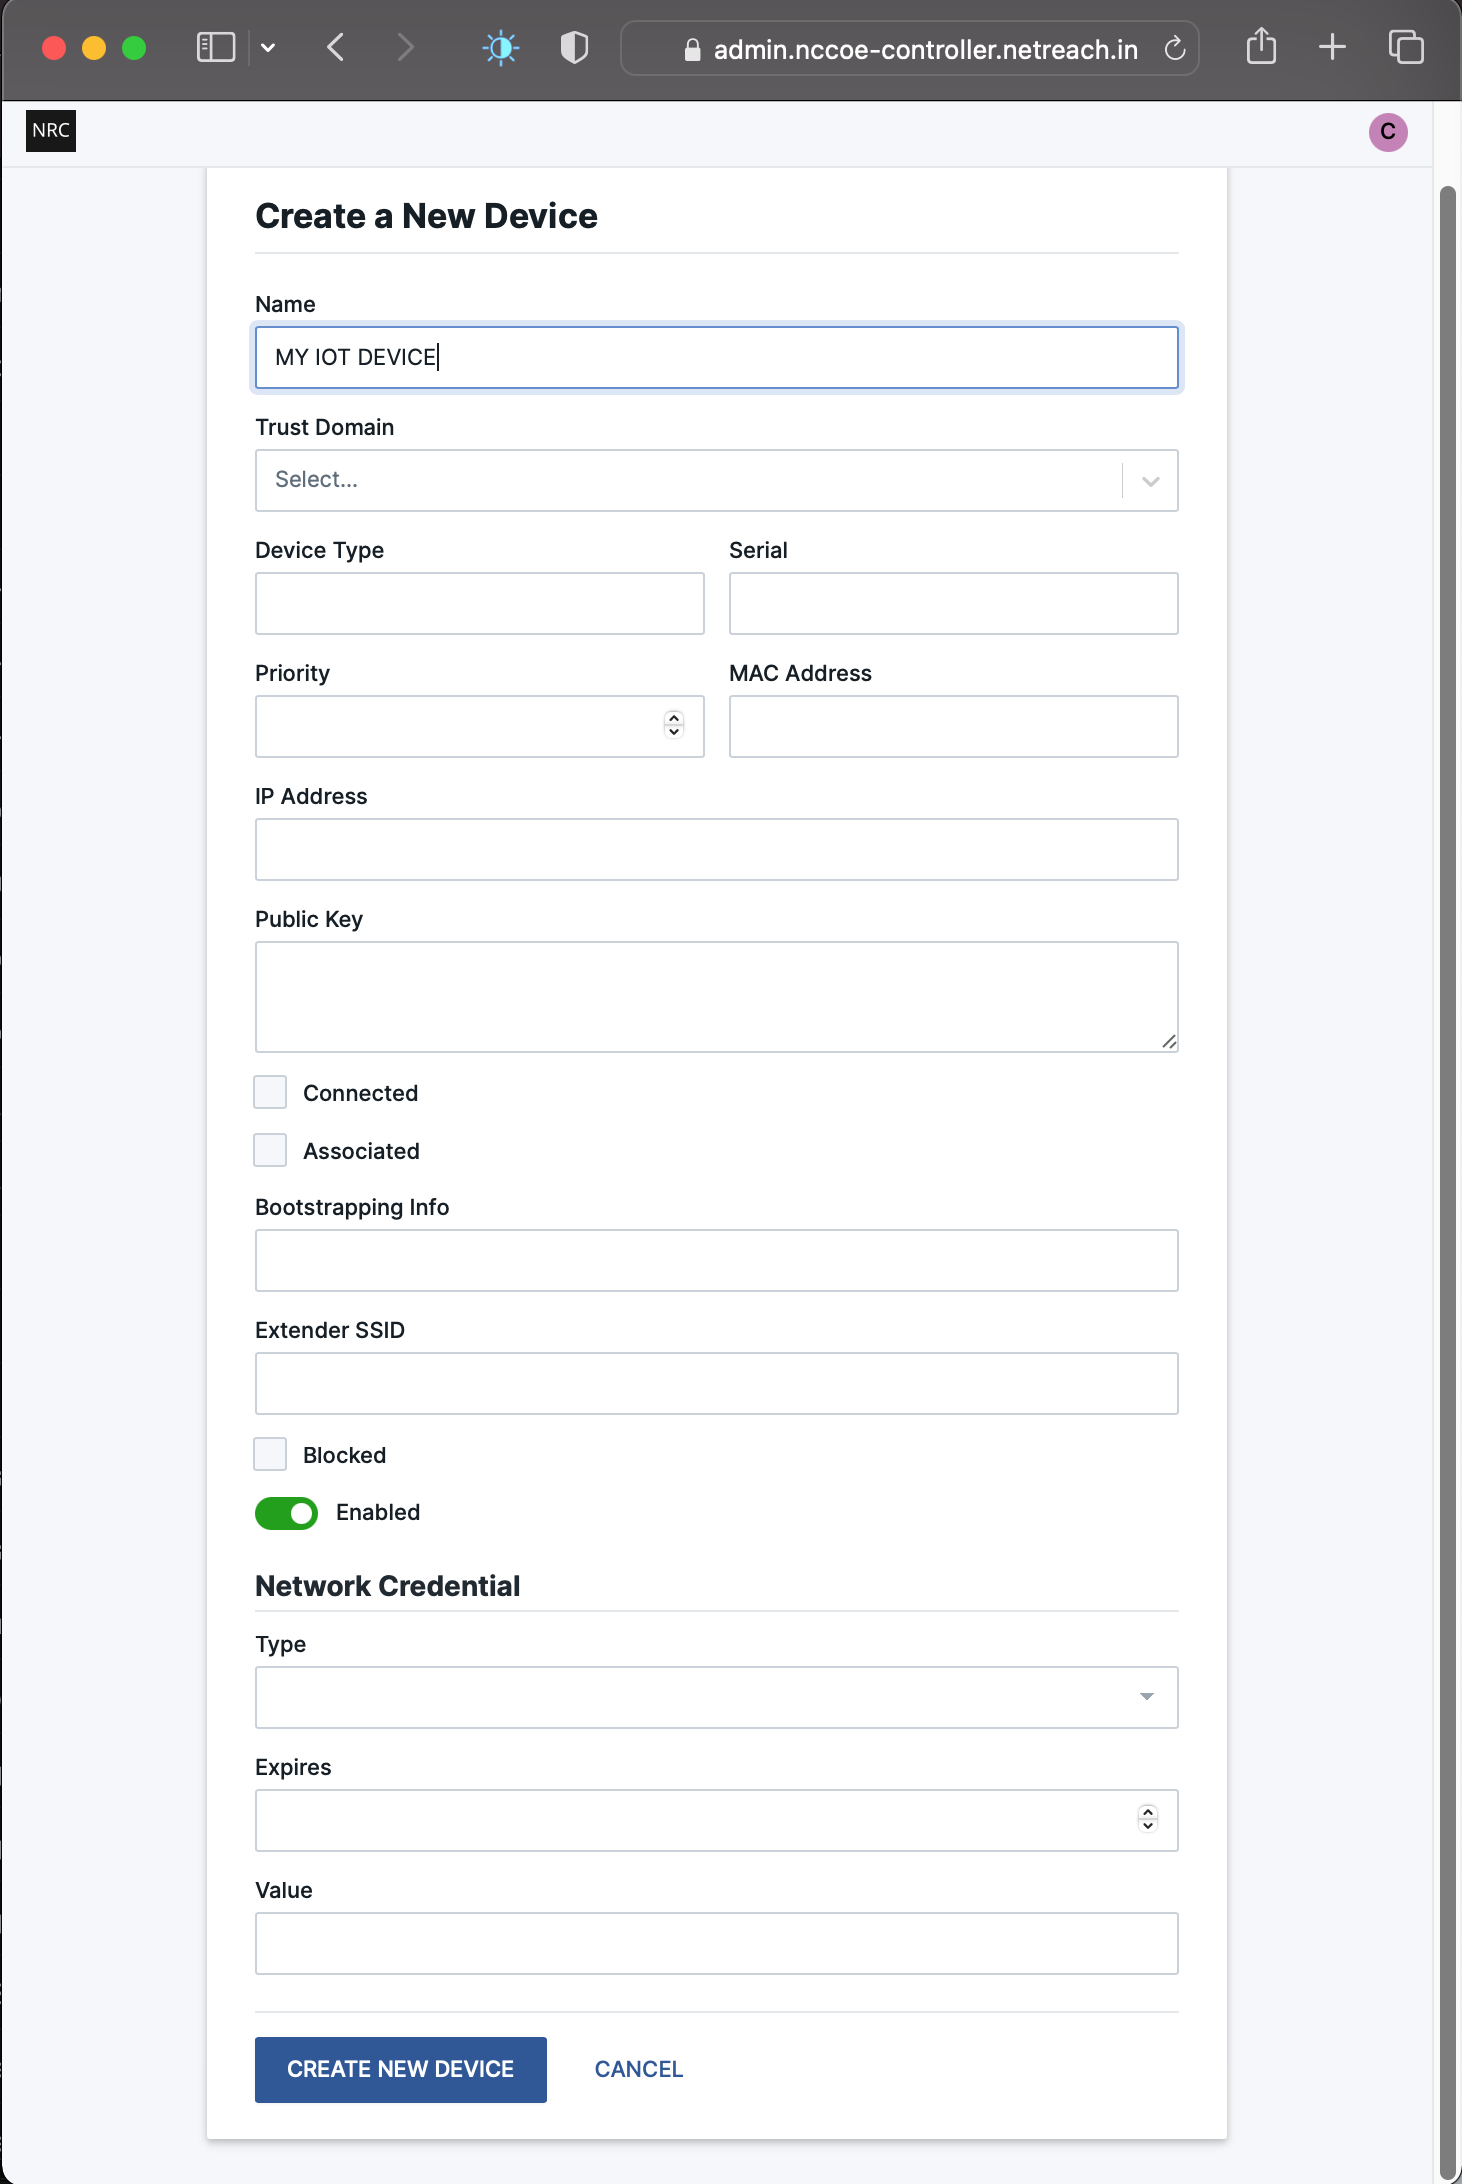 admin.nccoe-controller.netreach.in
NRC
C
Create a New Device
Name
MY IOT DEVICE
Trust Domain
Select...
Device Type
Serial
Priority
MAC Address
IP Address
Public Key
Connected
Associated
Bootstrapping Info
Extender SSID
Blocked
Enabled
Network Credential
Type
Expires
Value
CREATE NEW DEVICE
CANCEL